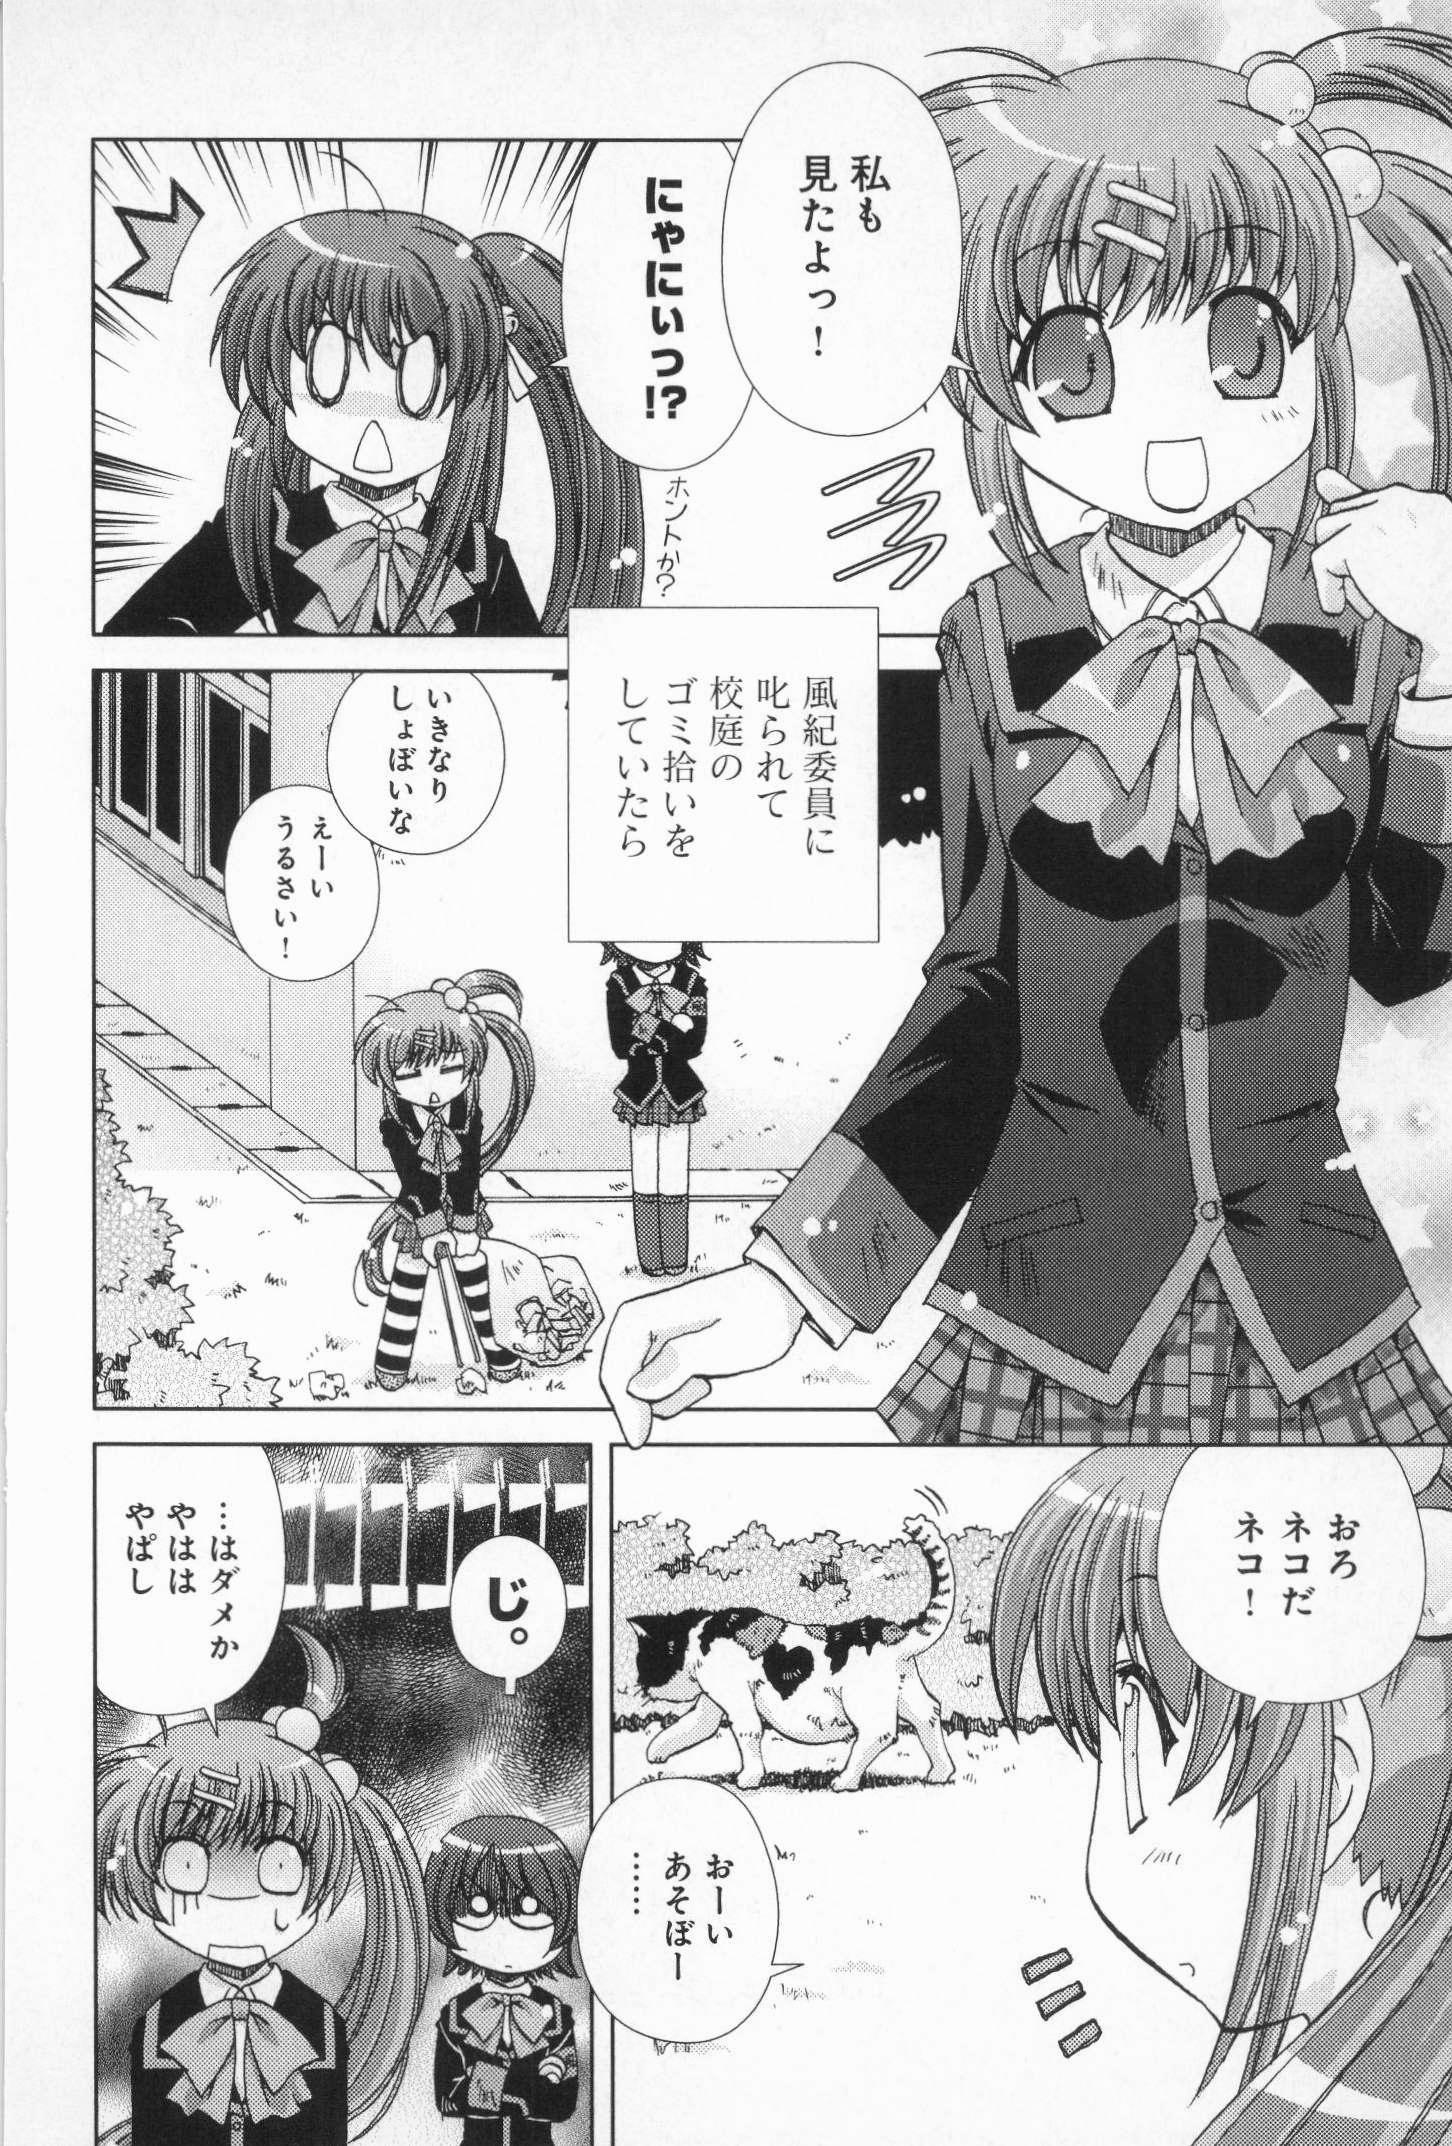 私も
見たよっ！
にゃにぃっ!?
ホントか?
風紀委員に
叱られて
校庭の
ゴミ拾いを
していたら
いきなり
しょぼいな
えーい
うるさい！
おろ
ネコだ
ネコ！
おーい
あそぼー
……
じ。
…はダメか
やはは
やぱし